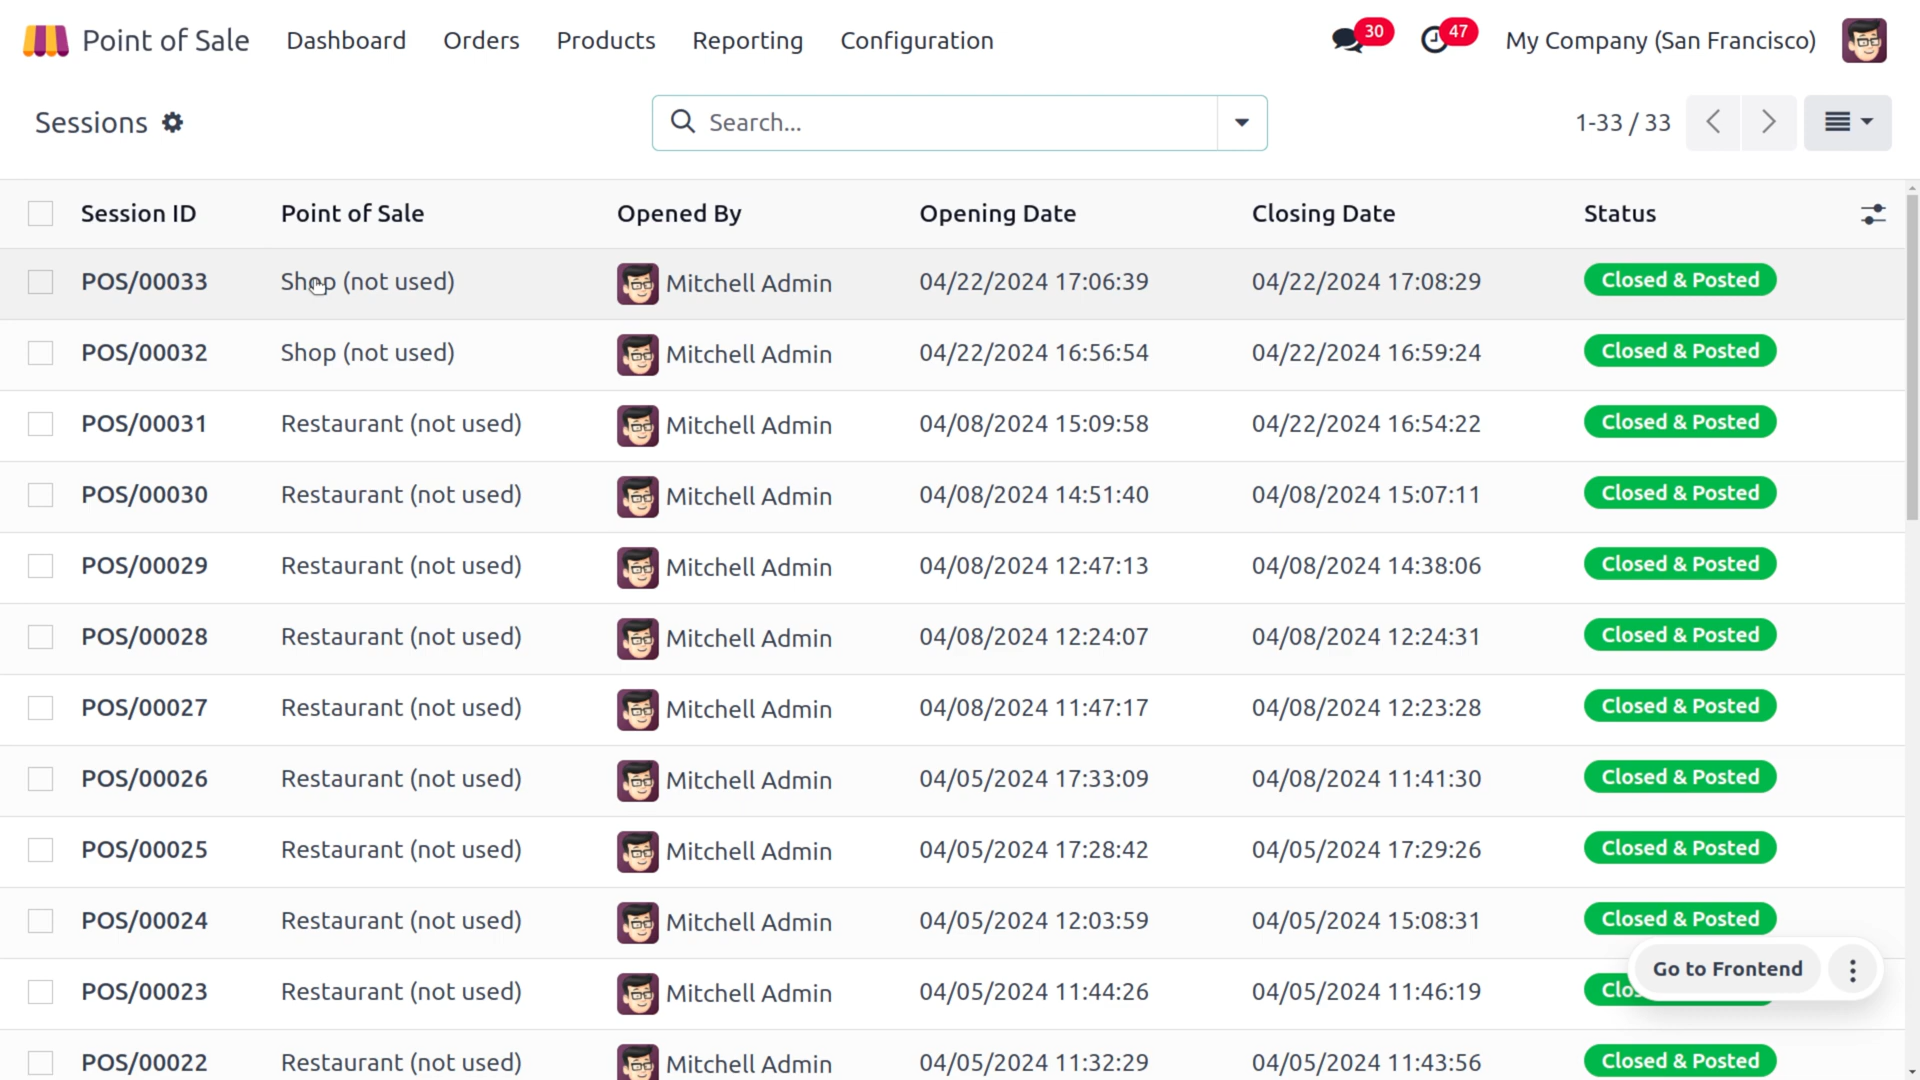 Point of Sale Dashboard Orders Products Reporting Configuration 30 47 My Company (San Francisco)
Sessions Search... 1-33 / 33
Session ID Point of Sale Opened By Opening Date Closing Date Status
POS/00033 Shop (not used) Mitchell Admin 04/22/2024 17:06:39 04/22/2024 17:08:29 Closed & Posted
POS/00032 Shop (not used) Mitchell Admin 04/22/2024 16:56:54 04/22/2024 16:59:24 Closed & Posted
POS/00031 Restaurant (not used) Mitchell Admin 04/08/2024 15:09:58 04/22/2024 16:54:22 Closed & Posted
POS/00030 Restaurant (not used) Mitchell Admin 04/08/2024 14:51:40 04/08/2024 15:07:11 Closed & Posted
POS/00029 Restaurant (not used) Mitchell Admin 04/08/2024 12:47:13 04/08/2024 14:38:06 Closed & Posted
POS/00028 Restaurant (not used) Mitchell Admin 04/08/2024 12:24:07 04/08/2024 12:24:31 Closed & Posted
POS/00027 Restaurant (not used) Mitchell Admin 04/08/2024 11:47:17 04/08/2024 12:23:28 Closed & Posted
POS/00026 Restaurant (not used) Mitchell Admin 04/05/2024 17:33:09 04/08/2024 11:41:30 Closed & Posted
POS/00025 Restaurant (not used) Mitchell Admin 04/05/2024 17:28:42 04/05/2024 17:29:26 Closed & Posted
POS/00024 Restaurant (not used) Mitchell Admin 04/05/2024 12:03:59 04/05/2024 15:08:31 Closed & Posted
Go to Frontend
POS/00023 Restaurant (not used) Mitchell Admin 04/05/2024 11:44:26 04/05/2024 11:46:19
POS/00022 Restaurant (not used) Mitchell Admin 04/05/2024 11:32:29 04/05/2024 11:43:56 Closed & Posted